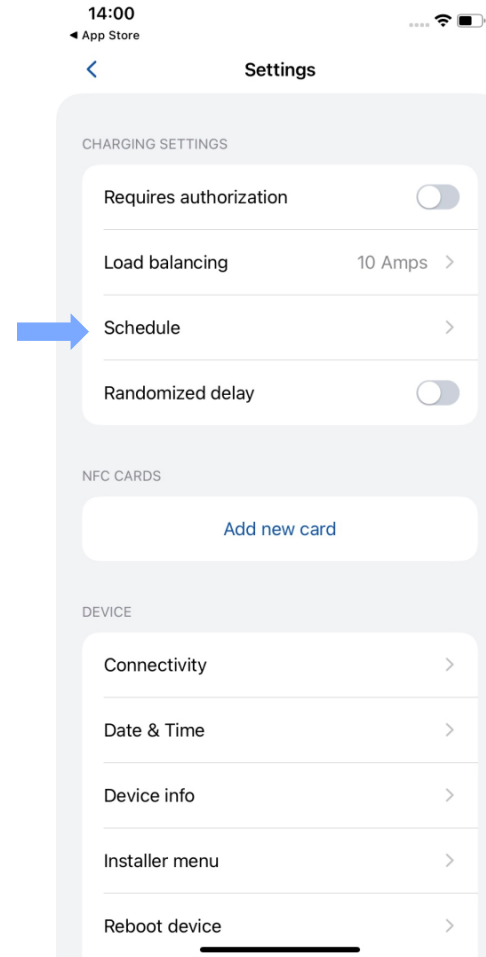 14:00
◀ App Store
Settings
CHARGING SETTINGS
Requires authorization
Load balancing 10 Amps
Schedule
Randomized delay
NFC CARDS
Add new card
DEVICE
Connectivity
Date & Time
Device info
Installer menu
Reboot device